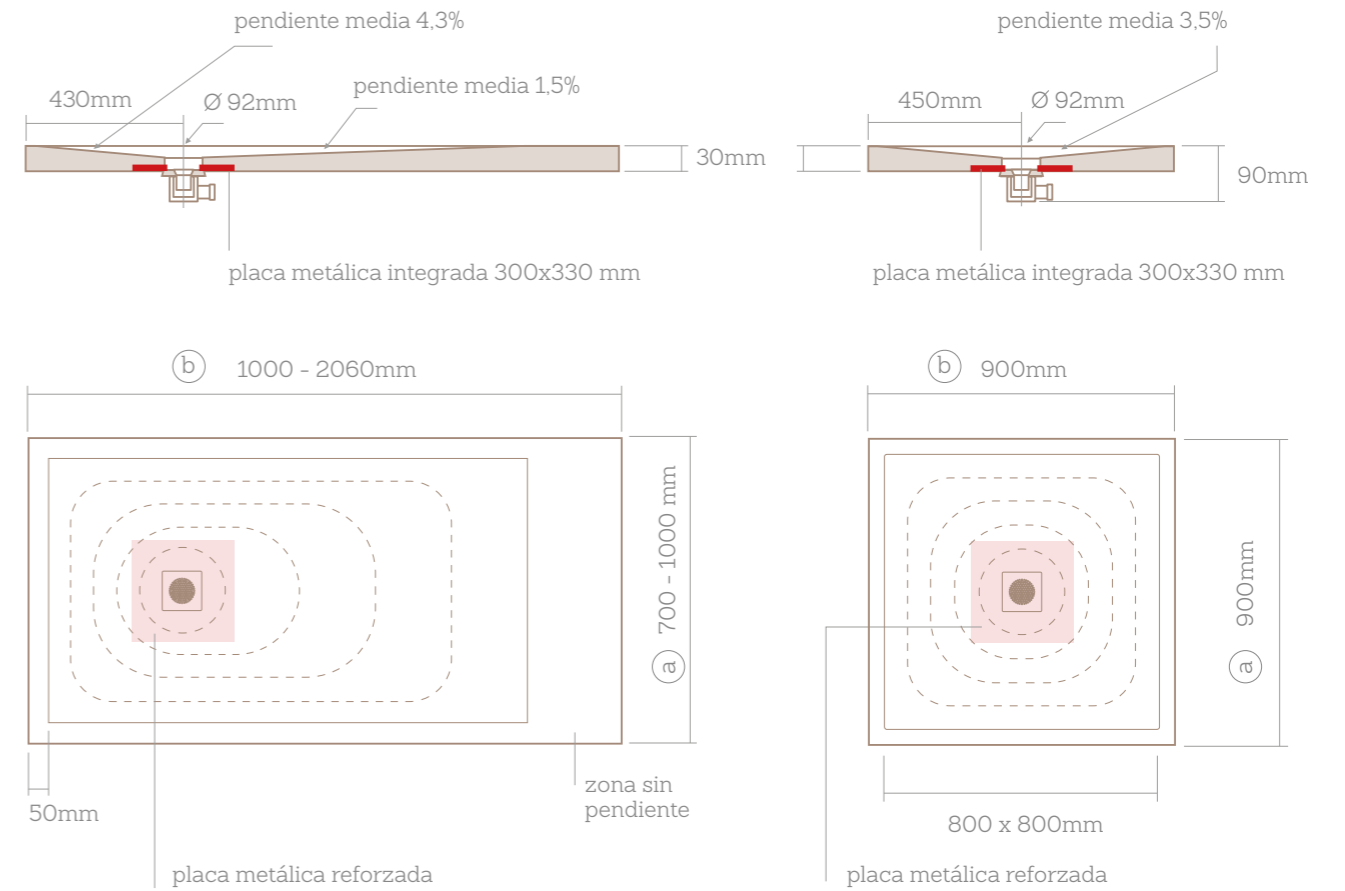 pendiente media 4,3%
pendiente media 3,5%
pendiente media 1,5%
430mm
Ø 92mm
450mm
Ø 92mm
30mm
90mm
placa metálica integrada 300x330 mm
placa metálica integrada 300x330 mm
b 1000 - 2060mm
b 900mm
a 700 - 1000 mm
a 900mm
50mm
zona sin
pendiente
800 x 800mm
placa metálica reforzada
placa metálica reforzada